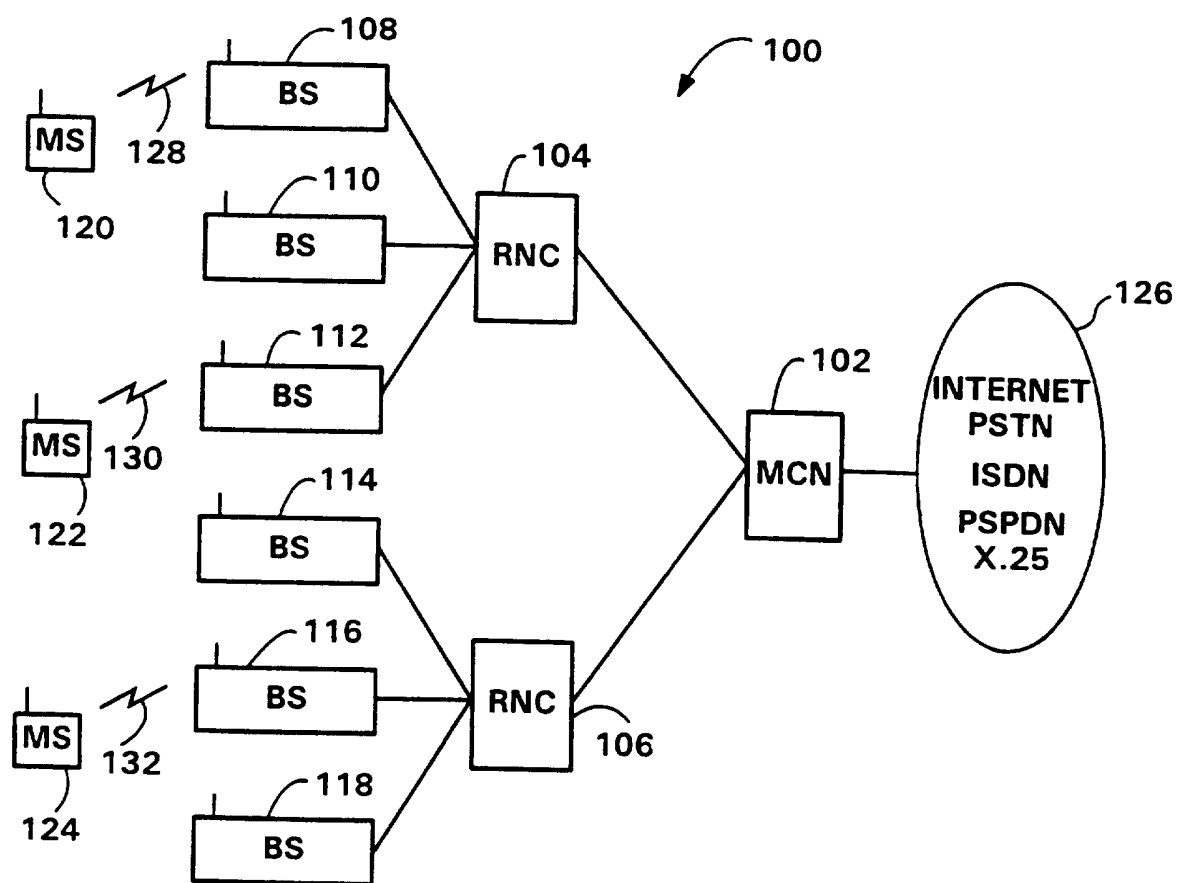 108
100
BS
MS
128
104
120
110
BS
RNC
126
112
102
BS
INTERNET
PSTN
MS
130
MCN
ISDN
114
122
PSPDN
BS
X.25
116
BS
RNC
106
MS
132
118
124
BS